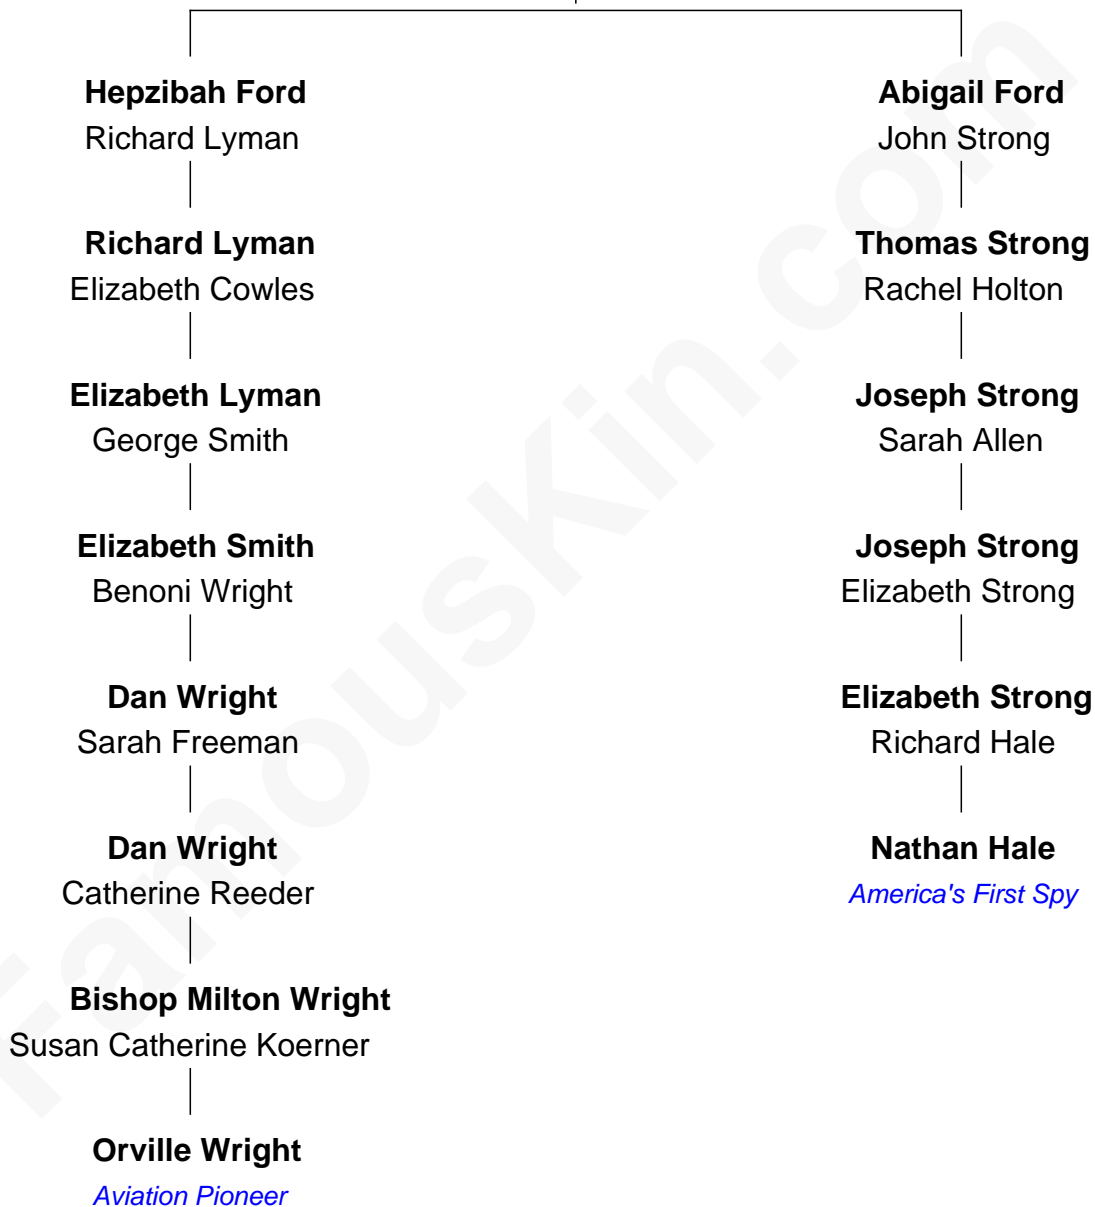 Hepzibah Ford
Richard Lyman
Abigail Ford
John Strong
Richard Lyman
Elizabeth Cowles
Thomas Strong
Rachel Holton
Elizabeth Lyman
George Smith
Joseph Strong
Sarah Allen
Elizabeth Smith
Benoni Wright
Joseph Strong
Elizabeth Strong
Dan Wright
Sarah Freeman
Elizabeth Strong
Richard Hale
Dan Wright
Catherine Reeder
Nathan Hale
America's First Spy
Bishop Milton Wright
Susan Catherine Koerner
Orville Wright
Aviation Pioneer
FamousKin.com